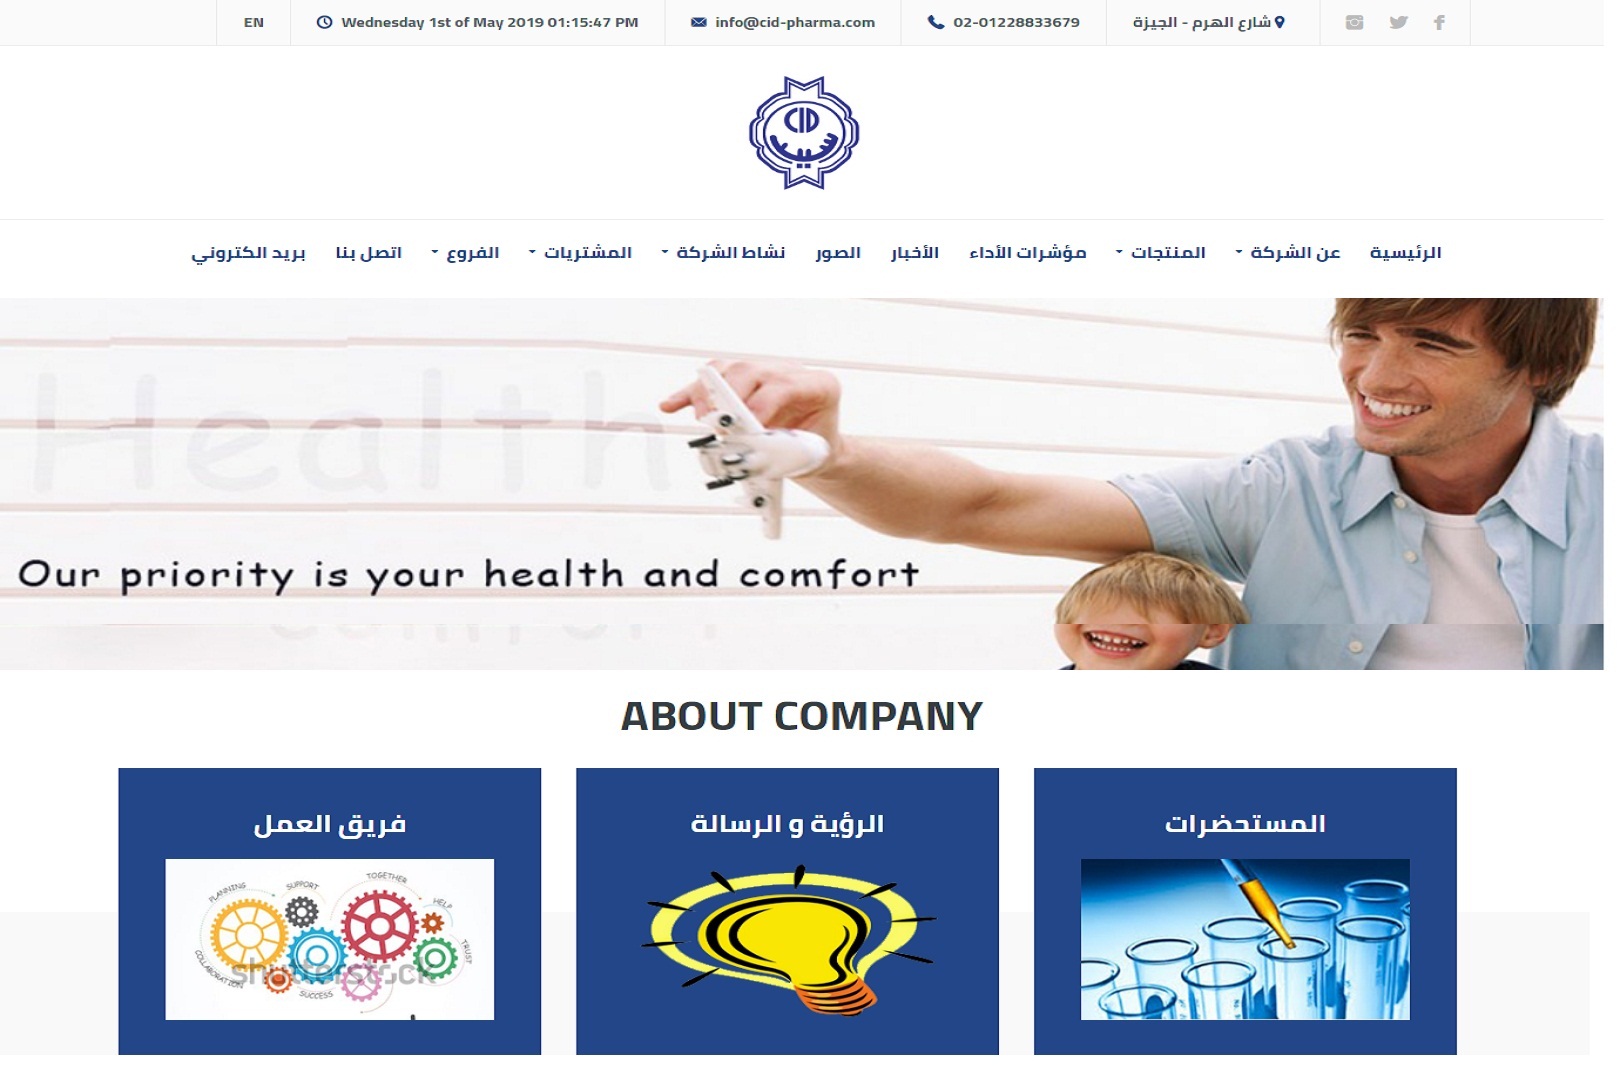 EN
Wednesday 1st of May 2019 01:15:47 PM
info@cid-pharma.com
02-01228833679
شارع الهرم - الجيزة
CID
سيد
الرئيسية عن الشركة المنتجات مؤشرات الأداء الأخبار الصور نشاط الشركة المشتريات الفروع اتصل بنا بريد الكتروني
Health
Our priority is your health and comfort
comfort
ABOUT COMPANY
المستحضرات
الرؤية و الرسالة
فريق العمل
PLANNING
SUPPORT
TOGETHER
HELP
TRUST
COLLABORATION
SUCCESS
shutterstock